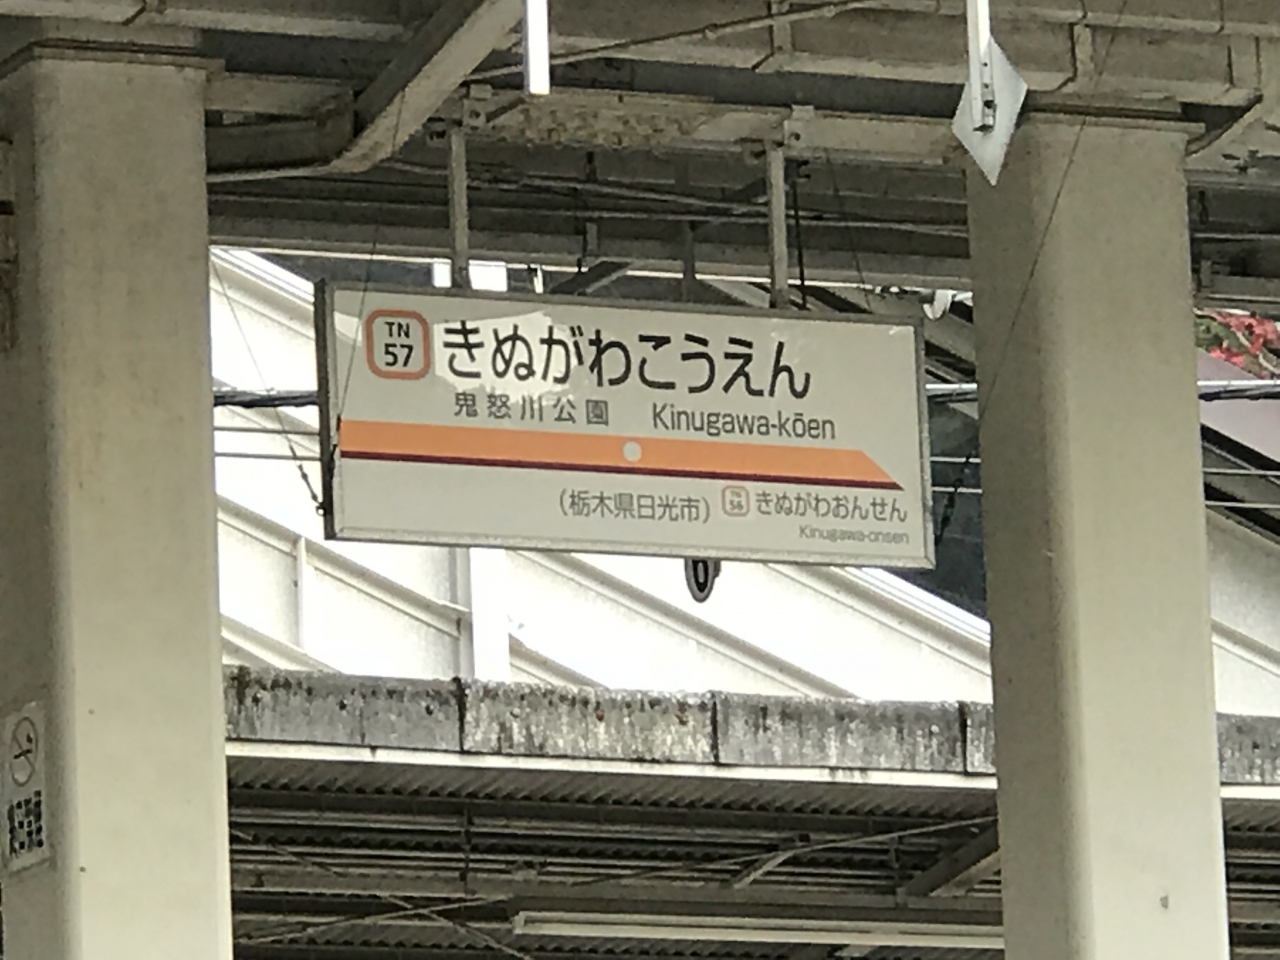 TN
57
きぬがわこうえん
鬼怒川公園 Kinugawa-kōen
(栃木県日光市)
TN
56
きぬがわおんせん
Kinugawa-onsen
0